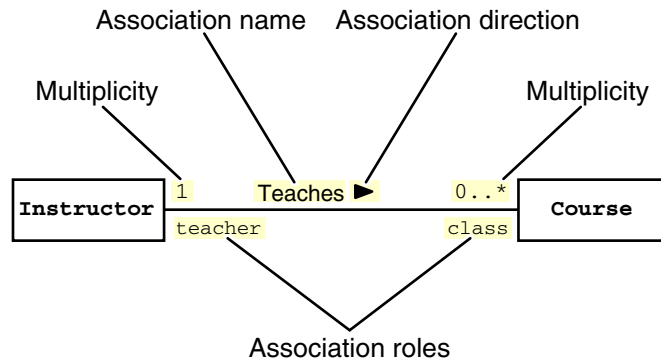 Association name
Association direction
Multiplicity
Multiplicity
1
Teaches
0..*
Instructor
Course
teacher
class
Association roles